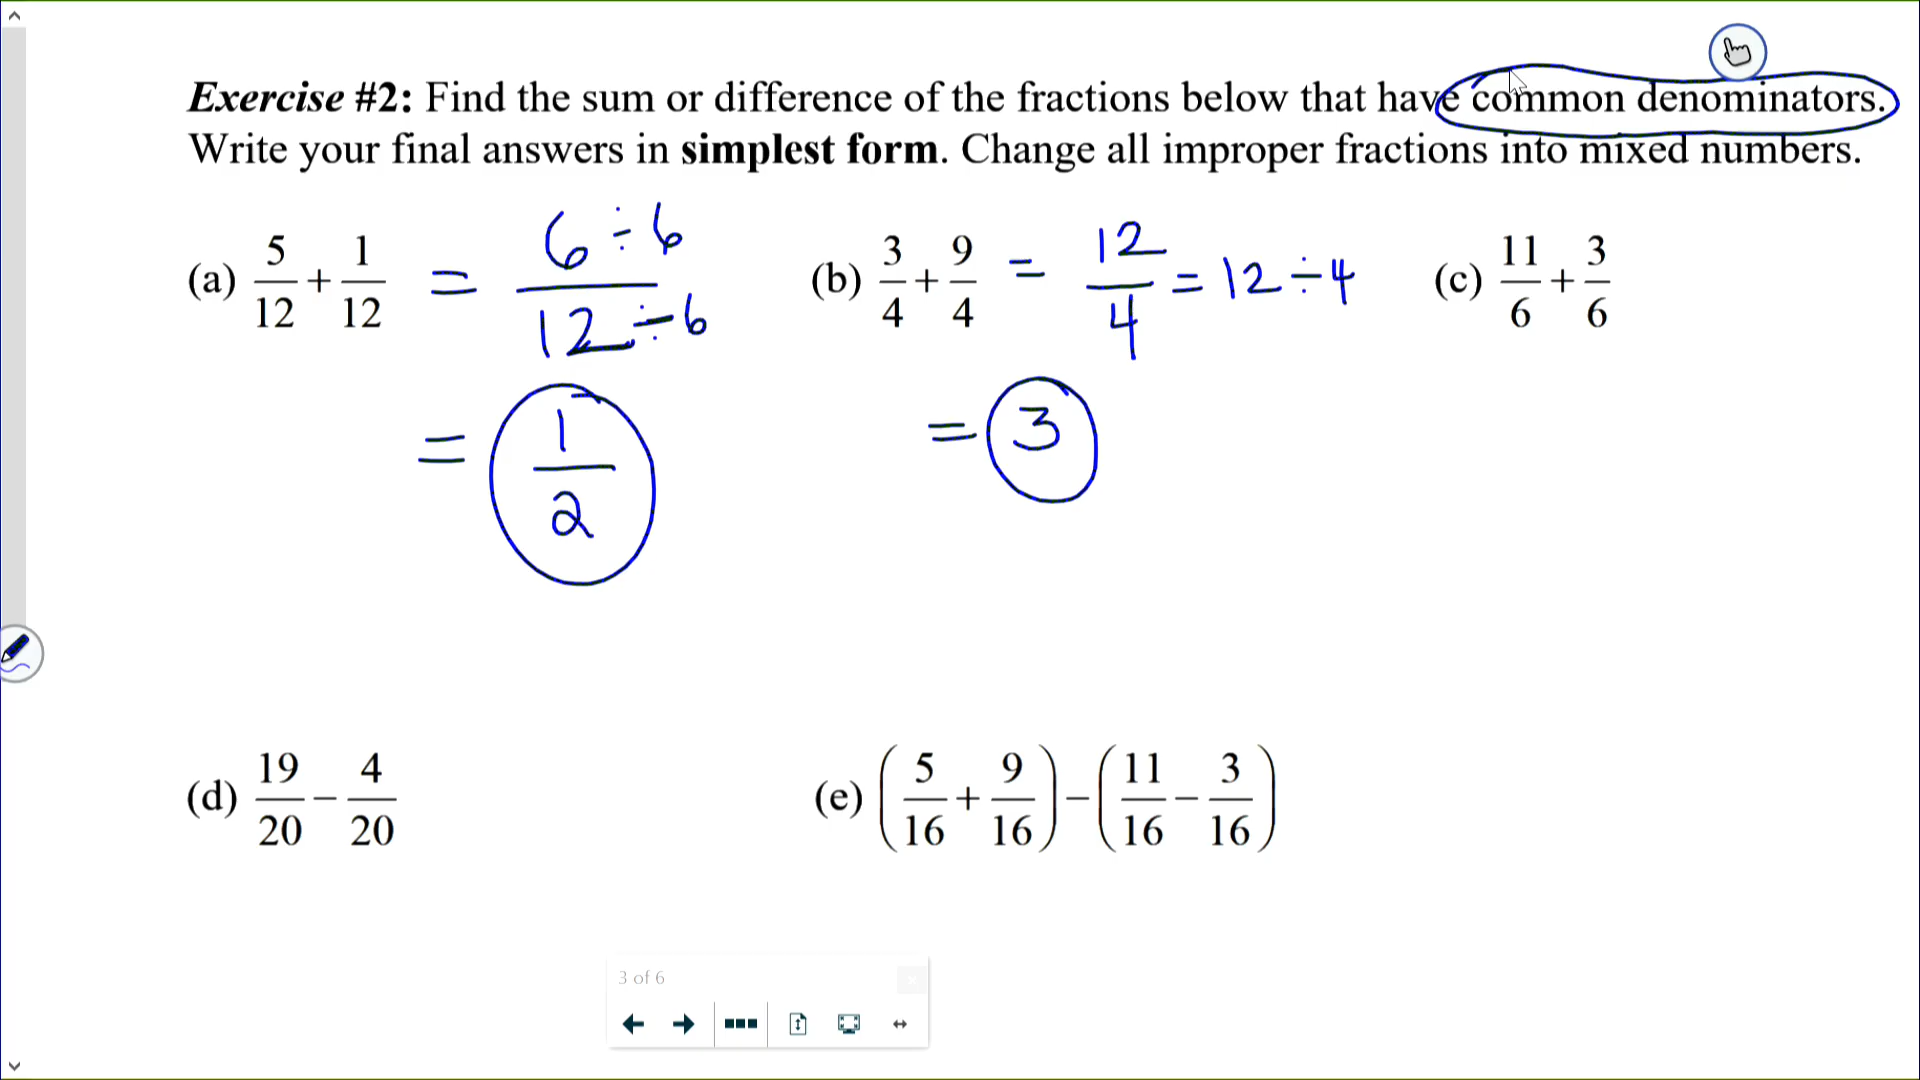 Exercise #2: Find the sum or difference of the fractions below that have common denominators.
Write your final answers in simplest form. Change all improper fractions into mixed numbers.
(a) 5/12 + 1/12 = 6 ÷ 6 / 12 ÷ 6
= 1/2
(b) 3/4 + 9/4 = 12/4 = 12 ÷ 4
= 3
(c) 11/6 + 3/6
(d) 19/20 − 4/20
(e) (5/16 + 9/16) − (11/16 − 3/16)
3 of 6